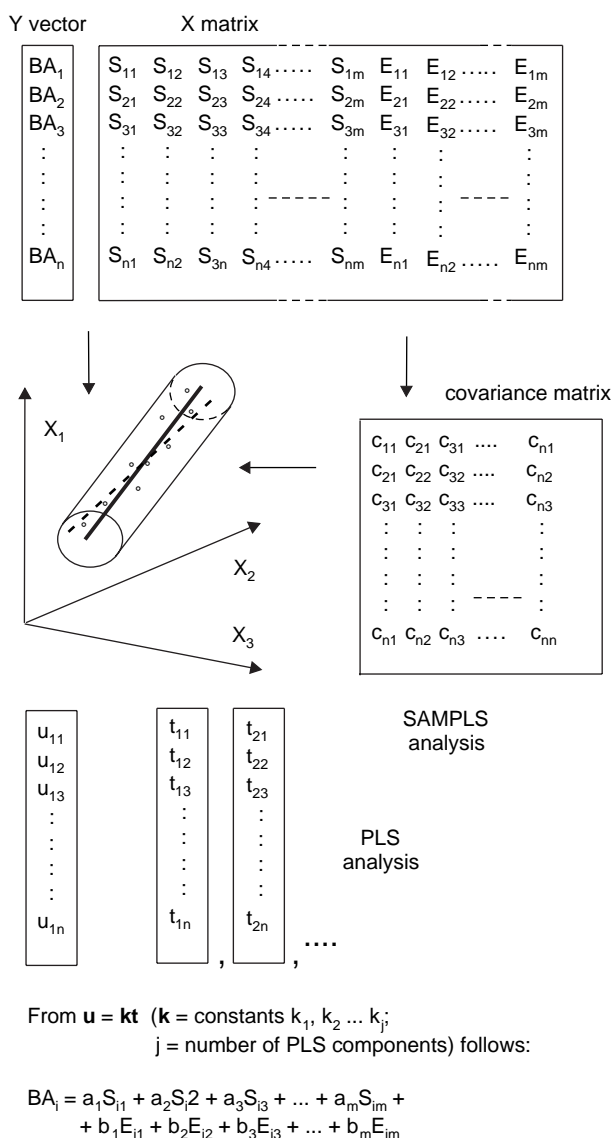 Y vector X matrix
BA₁ S₁₁ S₁₂ S₁₃ S₁₄ ..... S₁ₘ E₁₁ E₁₂ ..... E₁ₘ
BA₂ S₂₁ S₂₂ S₂₃ S₂₄ ..... S₂ₘ E₂₁ E₂₂ ..... E₂ₘ
BA₃ S₃₁ S₃₂ S₃₃ S₃₄ ..... S₃ₘ E₃₁ E₃₂ ..... E₃ₘ
BAₙ Sₙ₁ Sₙ₂ S₃ₙ Sₙ₄ ..... Sₙₘ Eₙ₁ Eₙ₂ ..... Eₙₘ
covariance matrix
X₁
X₂
X₃
c₁₁ c₂₁ c₃₁ .... cₙ₁
c₂₁ c₂₂ c₃₂ .... cₙ₂
c₃₁ c₃₂ c₃₃ .... cₙ₃
cₙ₁ cₙ₂ cₙ₃ .... cₙₙ
SAMPLS
analysis
u₁₁ t₁₁ t₂₁
u₁₂ t₁₂ t₂₂
u₁₃ t₁₃ t₂₃
u₁ₙ t₁ₙ , t₂ₙ , ....
PLS
analysis
From u = kt (k = constants k₁, k₂ ... kⱼ;
j = number of PLS components) follows:
BAᵢ = a₁Sᵢ₁ + a₂Sᵢ2 + a₃Sᵢ₃ + ... + aₘSᵢₘ +
+ b₁Eᵢ₁ + b₂Eᵢ₂ + b₃Eᵢ₃ + ... + bₘEᵢₘ